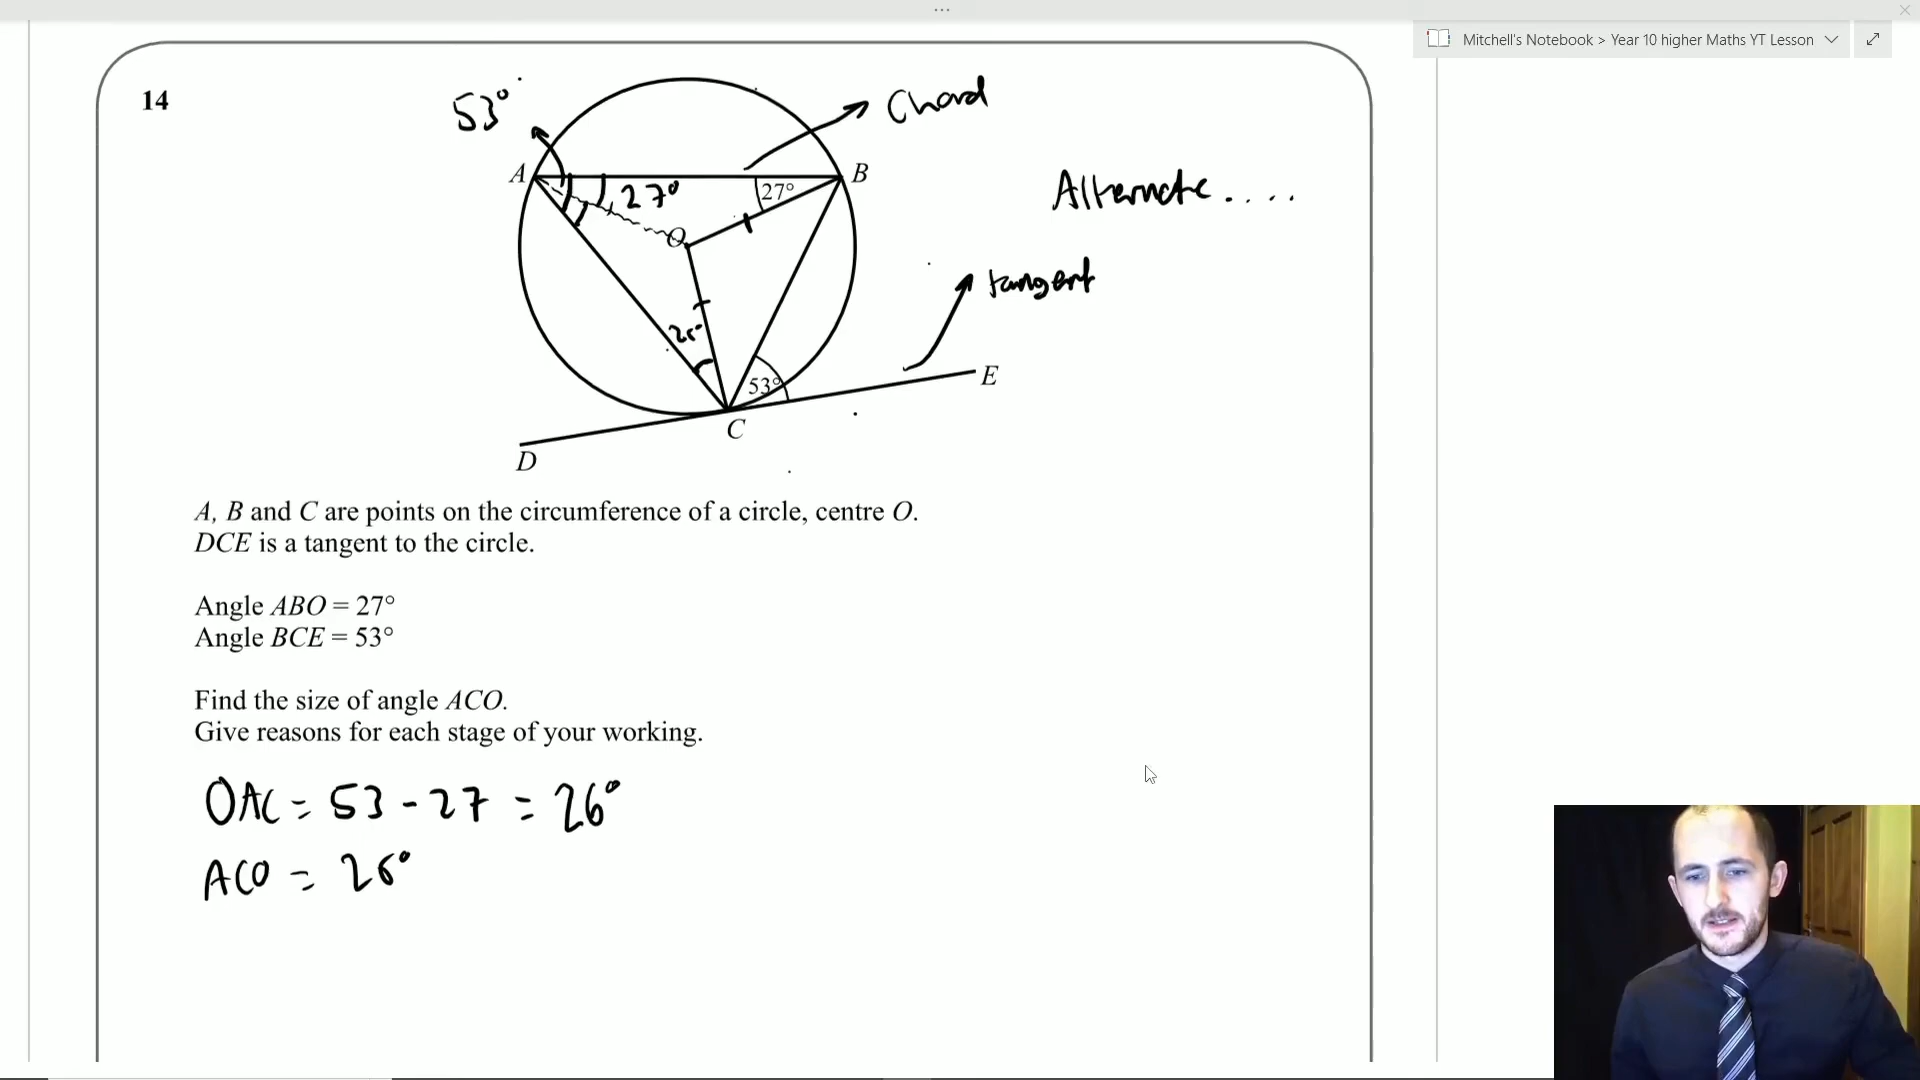 ...
Mitchell's Notebook > Year 10 higher Maths YT Lesson
14
53°
Chord
A
27°
27°
B
Alternate....
O
tangent
26°
53°
E
C
D
A, B and C are points on the circumference of a circle, centre O.
DCE is a tangent to the circle.
Angle ABO = 27°
Angle BCE = 53°
Find the size of angle ACO.
Give reasons for each stage of your working.
OAC = 53 - 27 = 26°
ACO = 26°